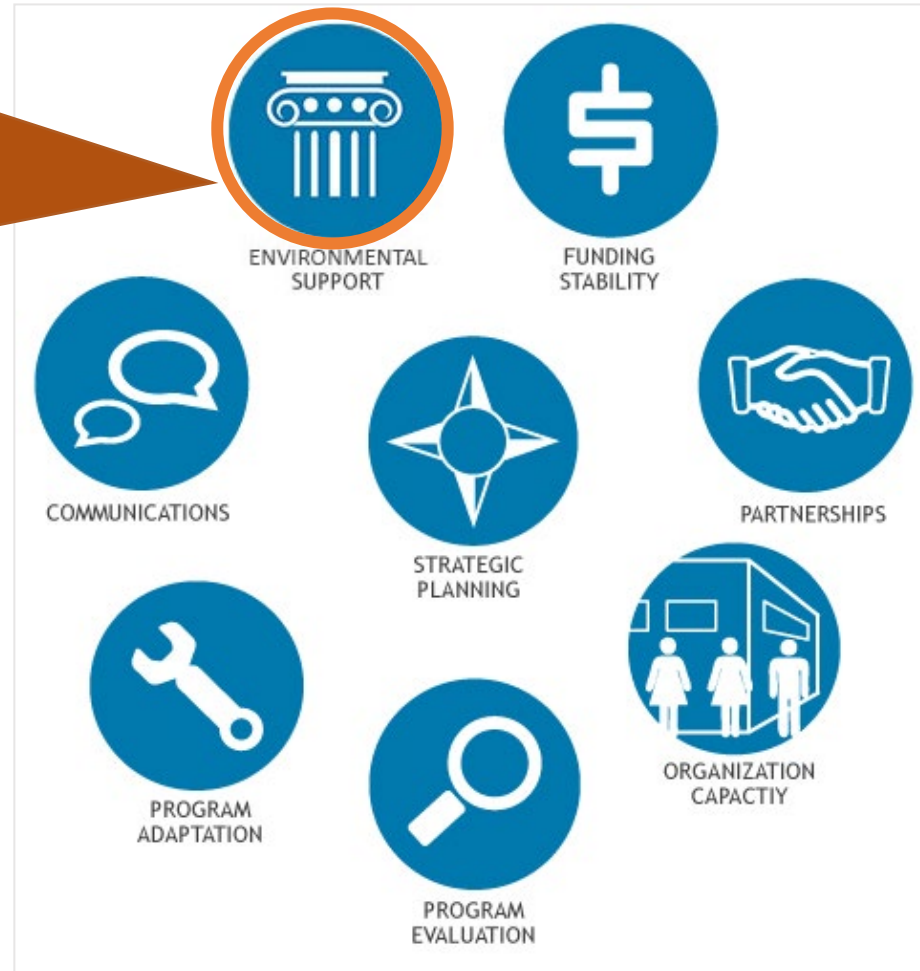 ENVIRONMENTAL
SUPPORT
FUNDING
STABILITY
COMMUNICATIONS
STRATEGIC
PLANNING
PARTNERSHIPS
PROGRAM
ADAPTATION
ORGANIZATION
CAPACTIY
PROGRAM
EVALUATION